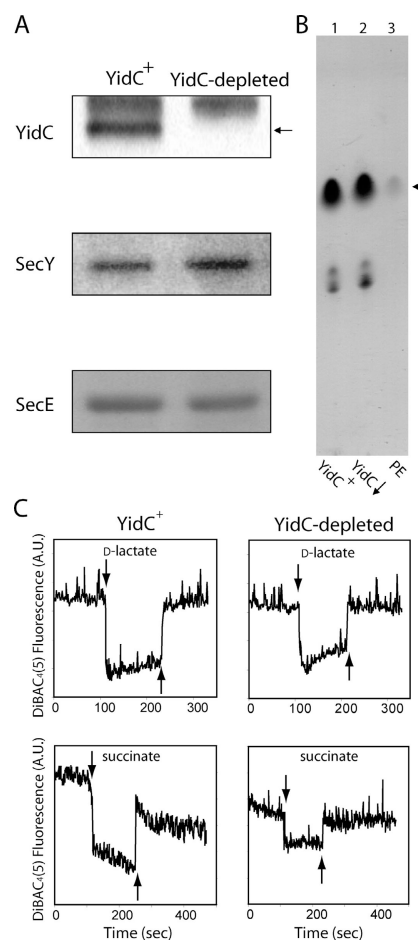 A
YidC+ YidC-depleted
YidC
SecY
SecE
B
1 2 3
YidC+ YidC↓ PE
C
YidC+ YidC-depleted
DiBAC4(5) Fluorescence (A.U.)
D-lactate D-lactate
0 100 200 300 0 100 200 300
DiBAC4(5) Fluorescence (A.U.)
succinate succinate
0 200 400 0 200 400
Time (sec) Time (sec)